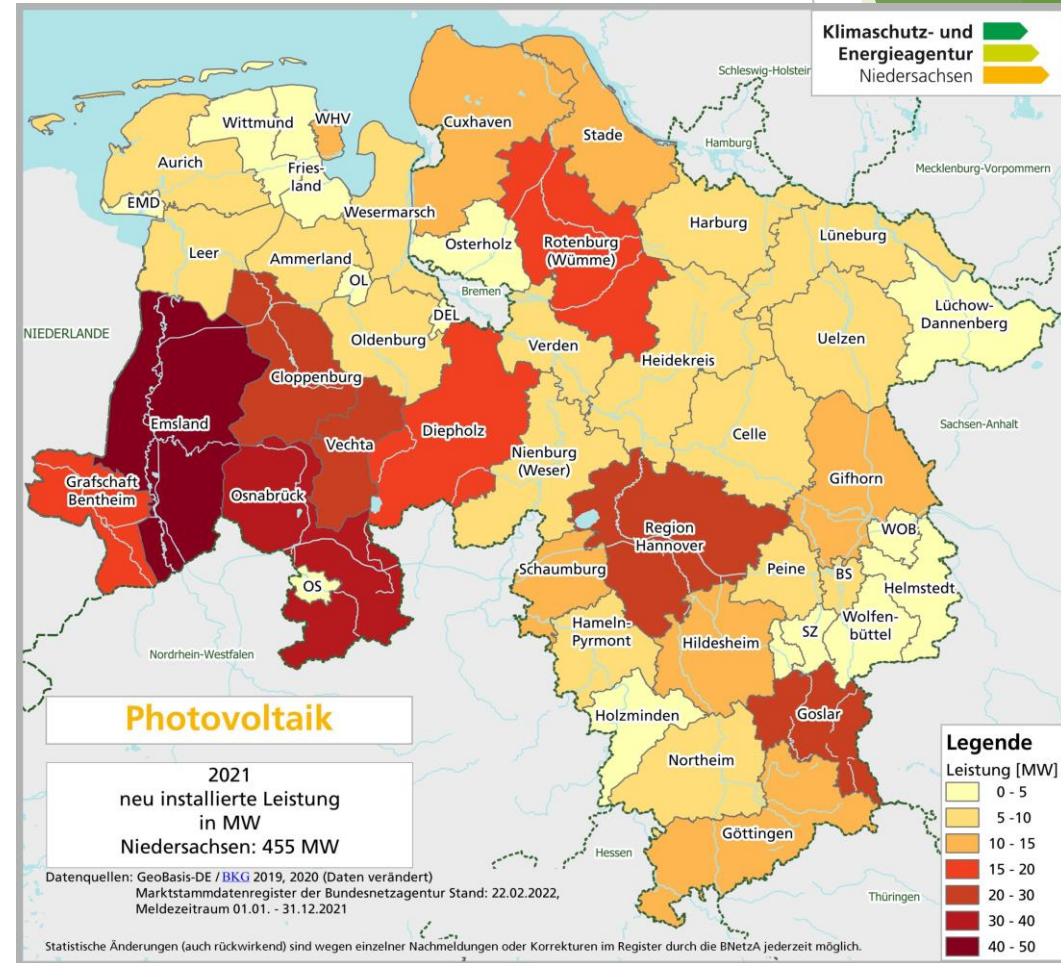 Klimaschutz- und
Energieagentur
Niedersachsen
Schleswig-Holstein
Hamburg
Mecklenburg-Vorpommern
Cuxhaven
Stade
Wittmund
WHV
Aurich
Fries-
land
EMD
Wesermarsch
Harburg
Lüneburg
Osterholz
Rotenburg
(Wümme)
Leer
Ammerland
OL
Bremen
Lüchow-
Dannenberg
NIEDERLANDE
DEL
Oldenburg
Verden
Uelzen
Heidekreis
Cloppenburg
Emsland
Diepholz
Celle
Sachsen-Anhalt
Vechta
Nienburg
(Weser)
Grafschaft
Bentheim
Osnabrück
Gifhorn
Region
Hannover
WOB
Schaumburg
Peine
BS
Helmstedt
OS
Hameln-
Pyrmont
Hildesheim
SZ
Wolfen-
büttel
Nordrhein-Westfalen
Holzminden
Goslar
Northeim
Göttingen
Hessen
Thüringen
Photovoltaik
2021
neu installierte Leistung
in MW
Niedersachsen: 455 MW
Datenquellen: GeoBasis-DE / BKG 2019, 2020 (Daten verändert)
Marktstammdatenregister der Bundesnetzagentur Stand: 22.02.2022,
Meldezeitraum 01.01. - 31.12.2021
Statistische Änderungen (auch rückwirkend) sind wegen einzelner Nachmeldungen oder Korrekturen im Register durch die BNetzA jederzeit möglich.
Legende
Leistung [MW]
0 - 5
5 -10
10 - 15
15 - 20
20 - 30
30 - 40
40 - 50